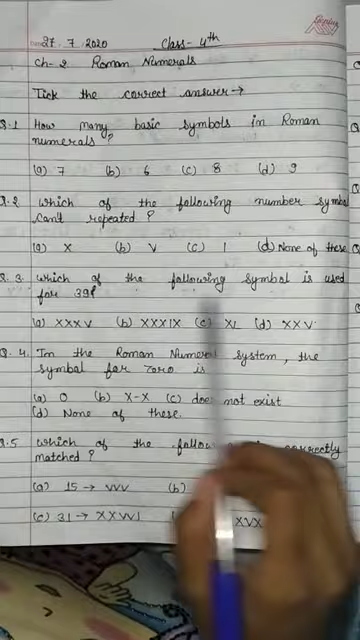 27.7.2020 Class- 4th
Ch-2 Roman Numerals
Tick the correct answer→
Q.1 How many basic symbols in Roman
numerals?
(a) 7 (b) 6 (c) 8 (d) 9
Q.2 which of the following number symbol
can't repeated?
(a) X (b) V (c) I (d) None of these
Q.3. which of the following symbol is used
for 39?
(a) XXXV (b) XXXIX (c) XL (d) XXV
Q.4. In the Roman Numeral system, the
symbol for zero is
(a) O (b) X-X (c) does not exist
(d) None of these.
Q.5 which of the correctly
matched?
(a) 15 → VVV (b)
(c) 31 → XXVVI XVX